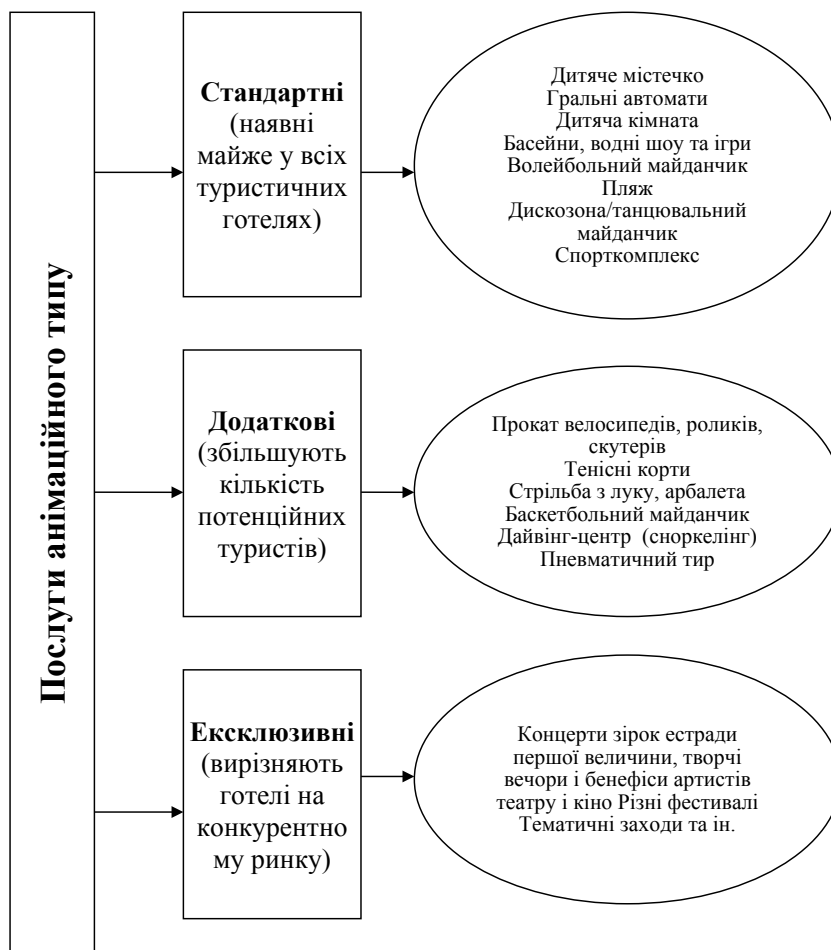 Послуги анімаційного типу
Стандартні
(наявні
майже у всіх
туристичних
готелях)
Дитяче містечко
Гральні автомати
Дитяча кімната
Басейни, водні шоу та ігри
Волейбольний майданчик
Пляж
Дискозона/танцювальний
майданчик
Спорткомплекс
Додаткові
(збільшують
кількість
потенційних
туристів)
Прокат велосипедів, роликів,
скутерів
Тенісні корти
Стрільба з луку, арбалета
Баскетбольний майданчик
Дайвінг-центр (сноркелінг)
Пневматичний тир
Ексклюзивні
(вирізняють
готелі на
конкурентно
му ринку)
Концерти зірок естради
першої величини, творчі
вечори і бенефіси артистів
театру і кіно Різні фестивалі
Тематичні заходи та ін.